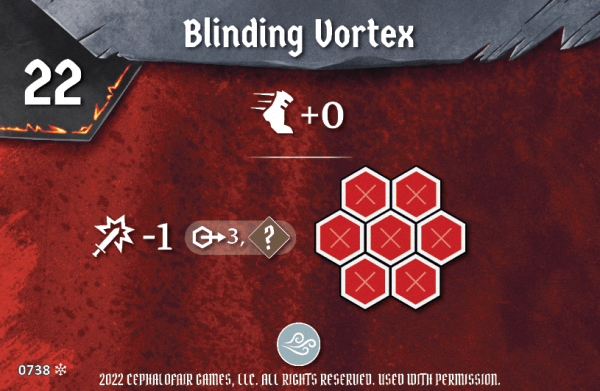 Blinding Vortex
22
+0
-1 3, ?
0738
2022 CEPHALOFAIR GAMES, LLC. ALL RIGHTS RESERVED. USED WITH PERMISSION.